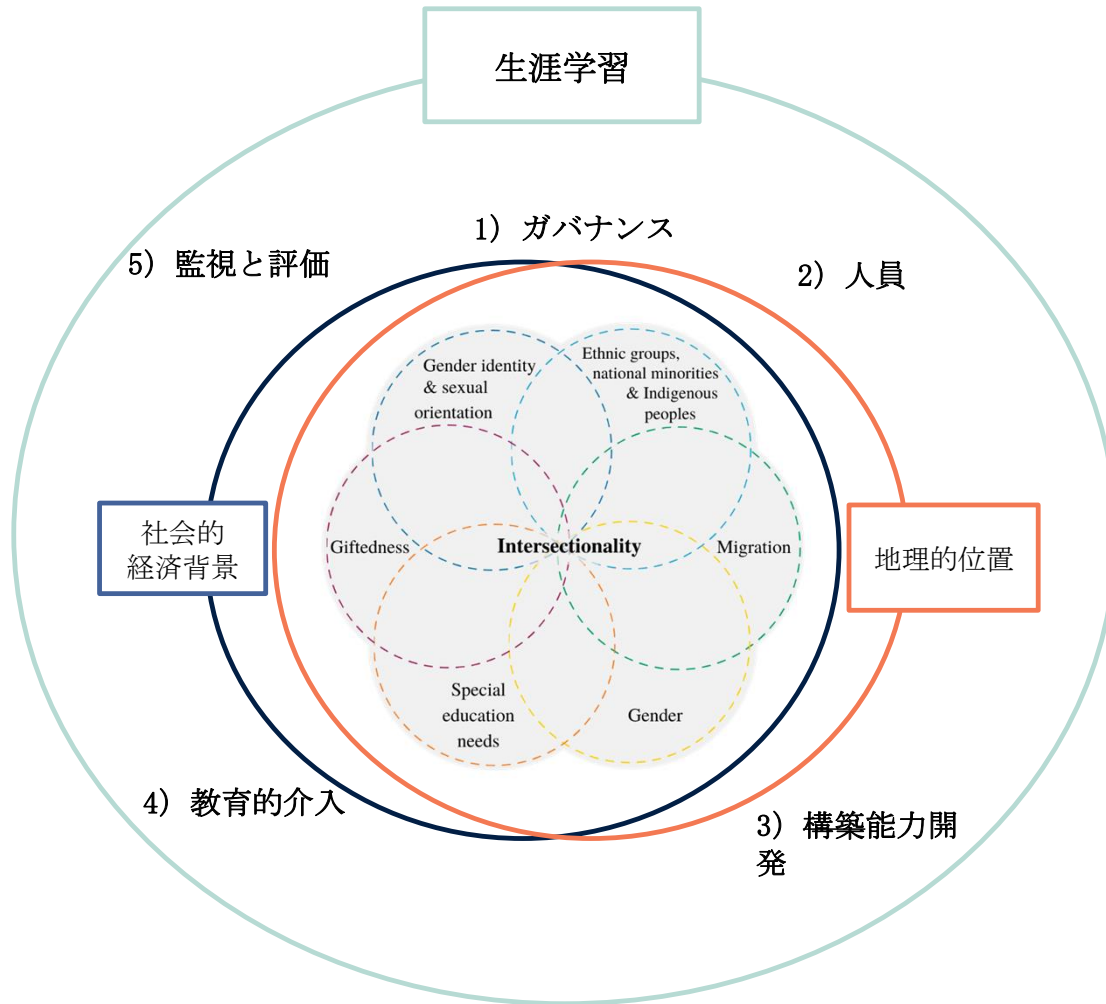 生涯学習
1) ガバナンス
5) 監視と評価
2) 人員
Gender identity
& sexual
orientation
Ethnic groups,
national minorities
& Indigenous
peoples
社会的
経済背景
Giftedness
Intersectionality
Migration
地理的位置
Special
education
needs
Gender
4) 教育的介入
3) 構築能力開
発